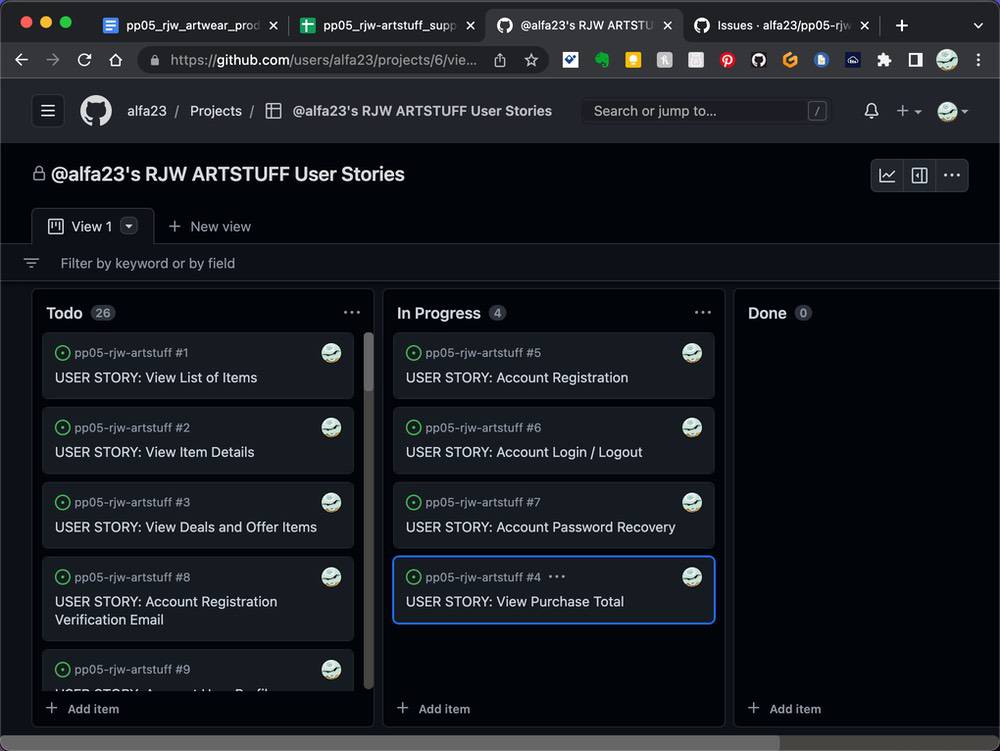 pp05_rjw_artwear_prod
pp05_rjw-artstuff_supp
@alfa23's RJW ARTSTU
Issues · alfa23/pp05-rjw
https://github.com/users/alfa23/projects/6/vie...
alfa23 / Projects / @alfa23's RJW ARTSTUFF User Stories
Search or jump to... /
@alfa23's RJW ARTSTUFF User Stories
View 1
New view
Filter by keyword or by field
Todo 26
pp05-rjw-artstuff #1
USER STORY: View List of Items
pp05-rjw-artstuff #2
USER STORY: View Item Details
pp05-rjw-artstuff #3
USER STORY: View Deals and Offer Items
pp05-rjw-artstuff #8
USER STORY: Account Registration
Verification Email
pp05-rjw-artstuff #9
Add item
In Progress 4
pp05-rjw-artstuff #5
USER STORY: Account Registration
pp05-rjw-artstuff #6
USER STORY: Account Login / Logout
pp05-rjw-artstuff #7
USER STORY: Account Password Recovery
pp05-rjw-artstuff #4 ...
USER STORY: View Purchase Total
Add item
Done 0
Add item